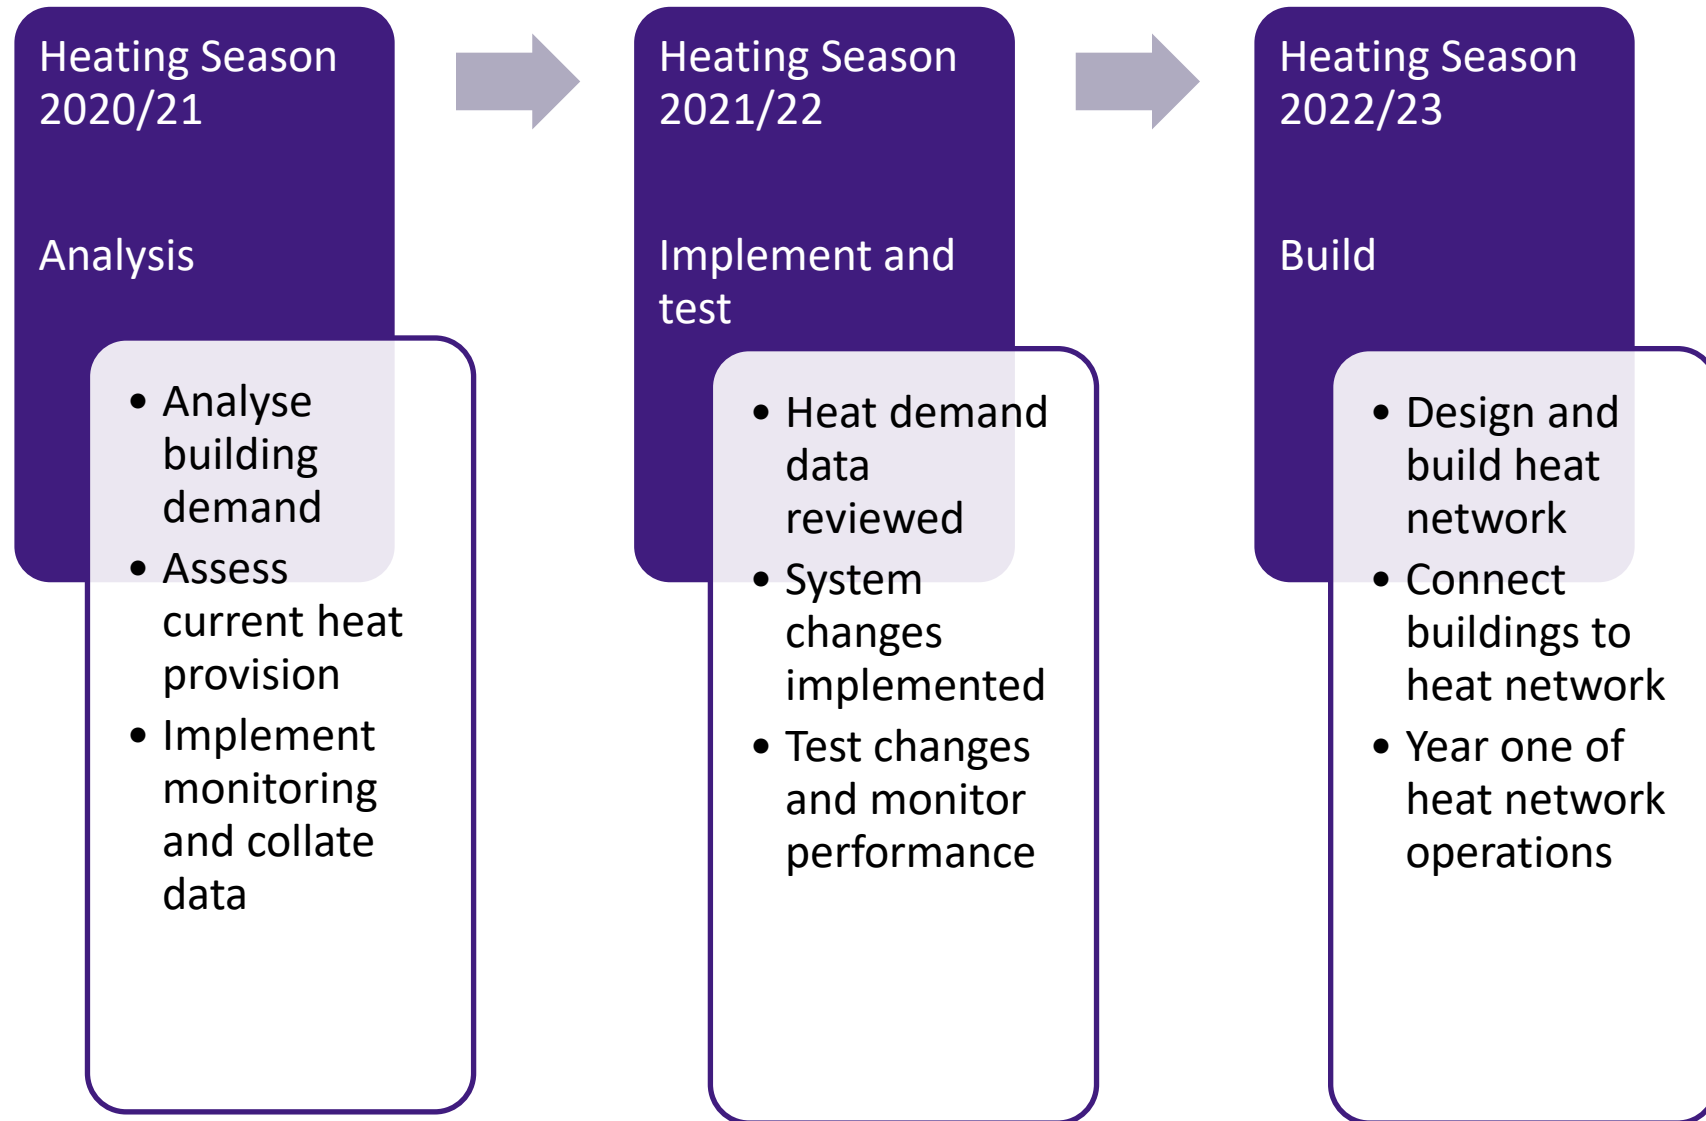 Heating Season
2020/21
Analysis
• Analyse
building
demand
• Assess
current heat
provision
• Implement
monitoring
and collate
data
Heating Season
2021/22
Implement and
test
• Heat demand
data
reviewed
• System
changes
implemented
• Test changes
and monitor
performance
Heating Season
2022/23
Build
• Design and
build heat
network
• Connect
buildings to
heat network
• Year one of
heat network
operations